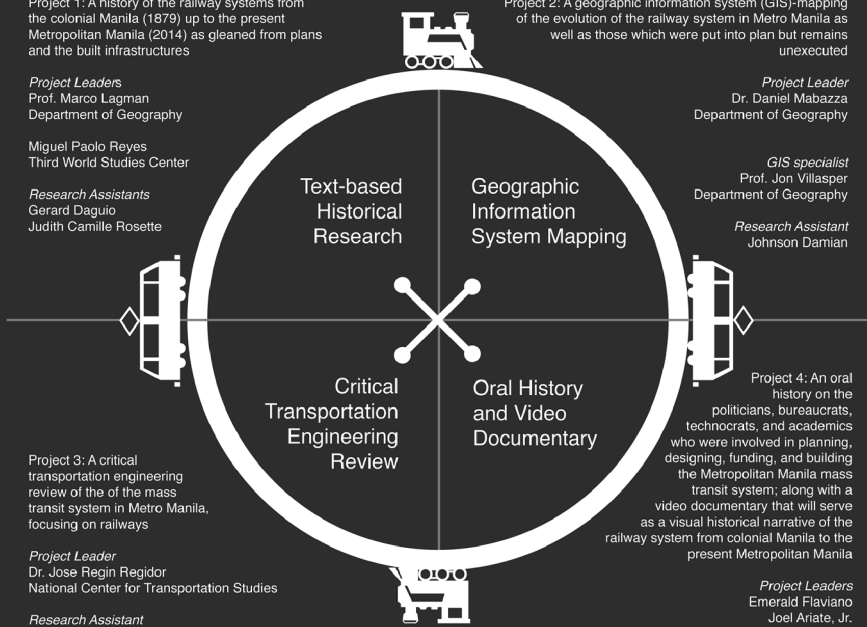 Project 1: A history of the railway systems from
the colonial Manila (1879) up to the present
Metropolitan Manila (2014) as gleaned from plans
and the built infrastructures
Project Leaders
Prof. Marco Lagman
Department of Geography
Miguel Paolo Reyes
Third World Studies Center
Research Assistants
Gerard Daguio
Judith Camille Rosette
Project 2: A geographic information system (GIS)-mapping
of the evolution of the railway system in Metro Manila as
well as those which were put into plan but remains
unexecuted
Project Leader
Dr. Daniel Mabazza
Department of Geography
GIS specialist
Prof. Jon Villasper
Department of Geography
Research Assistant
Johnson Damian
Text-based
Historical
Research
Geographic
Information
System Mapping
Critical
Transportation
Engineering
Review
Oral History
and Video
Documentary
Project 3: A critical
transportation engineering
review of the of the mass
transit system in Metro Manila,
focusing on railways
Project Leader
Dr. Jose Regin Regidor
National Center for Transportation Studies
Research Assistant
Project 4: An oral
history on the
politicians, bureaucrats,
technocrats, and academics
who were involved in planning,
designing, funding, and building
the Metropolitan Manila mass
transit system; along with a
video documentary that will serve
as a visual historical narrative of the
railway system from colonial Manila to the
present Metropolitan Manila
Project Leaders
Emerald Flaviano
Joel Ariate, Jr.